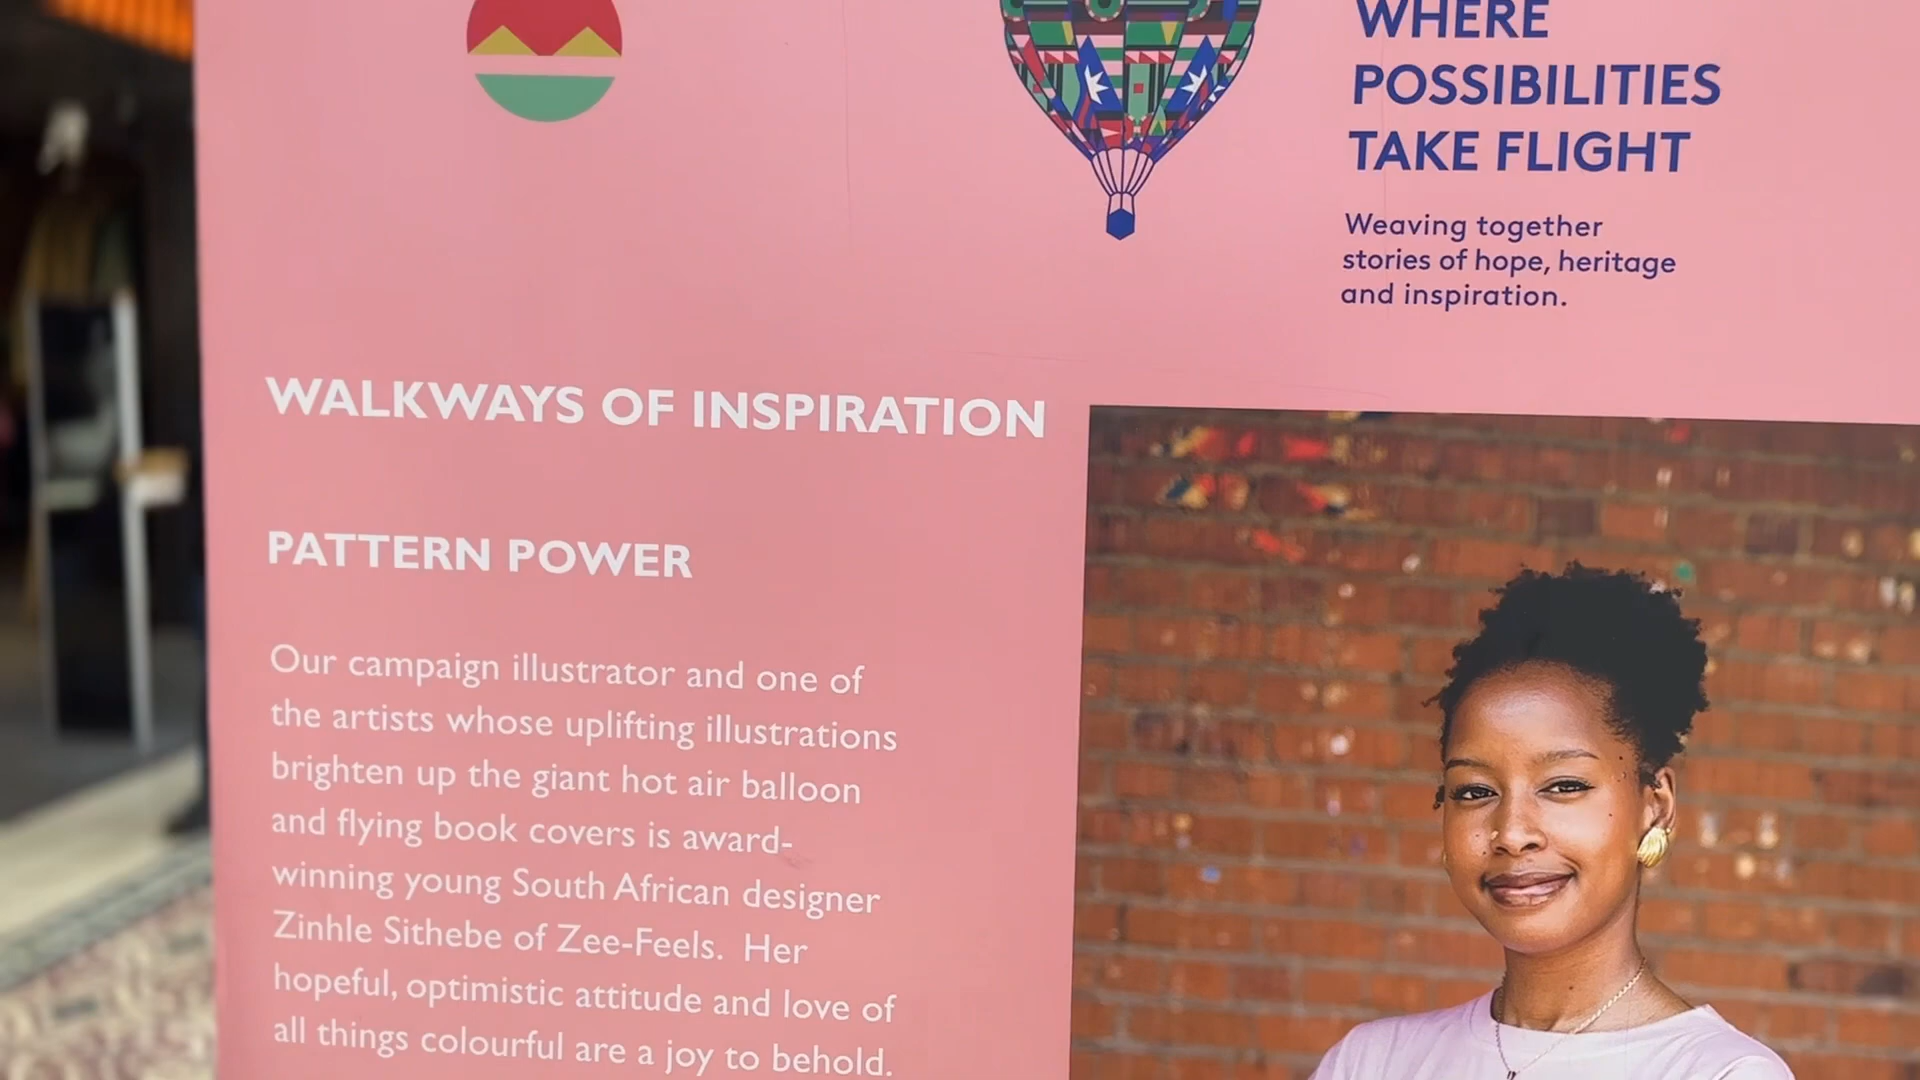 WHERE
POSSIBILITIES
TAKE FLIGHT
Weaving together
stories of hope, heritage
and inspiration.
WALKWAYS OF INSPIRATION
PATTERN POWER
Our campaign illustrator and one of
the artists whose uplifting illustrations
brighten up the giant hot air balloon
and flying book covers is award-
winning young South African designer
Zinhle Sithebe of Zee-Feels.  Her
hopeful, optimistic attitude and love of
all things colourful are a joy to behold.